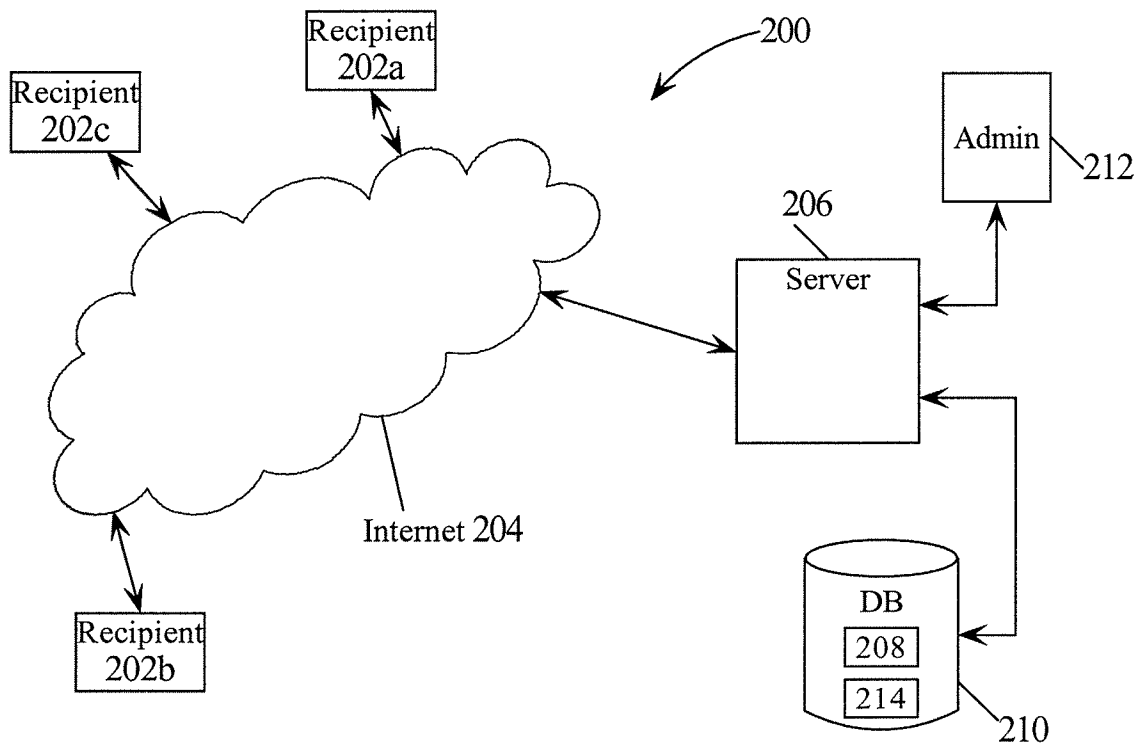 Recipient
202a
200
Recipient
202c
Admin
212
206
Server
Internet 204
DB
208
214
210
Recipient
202b